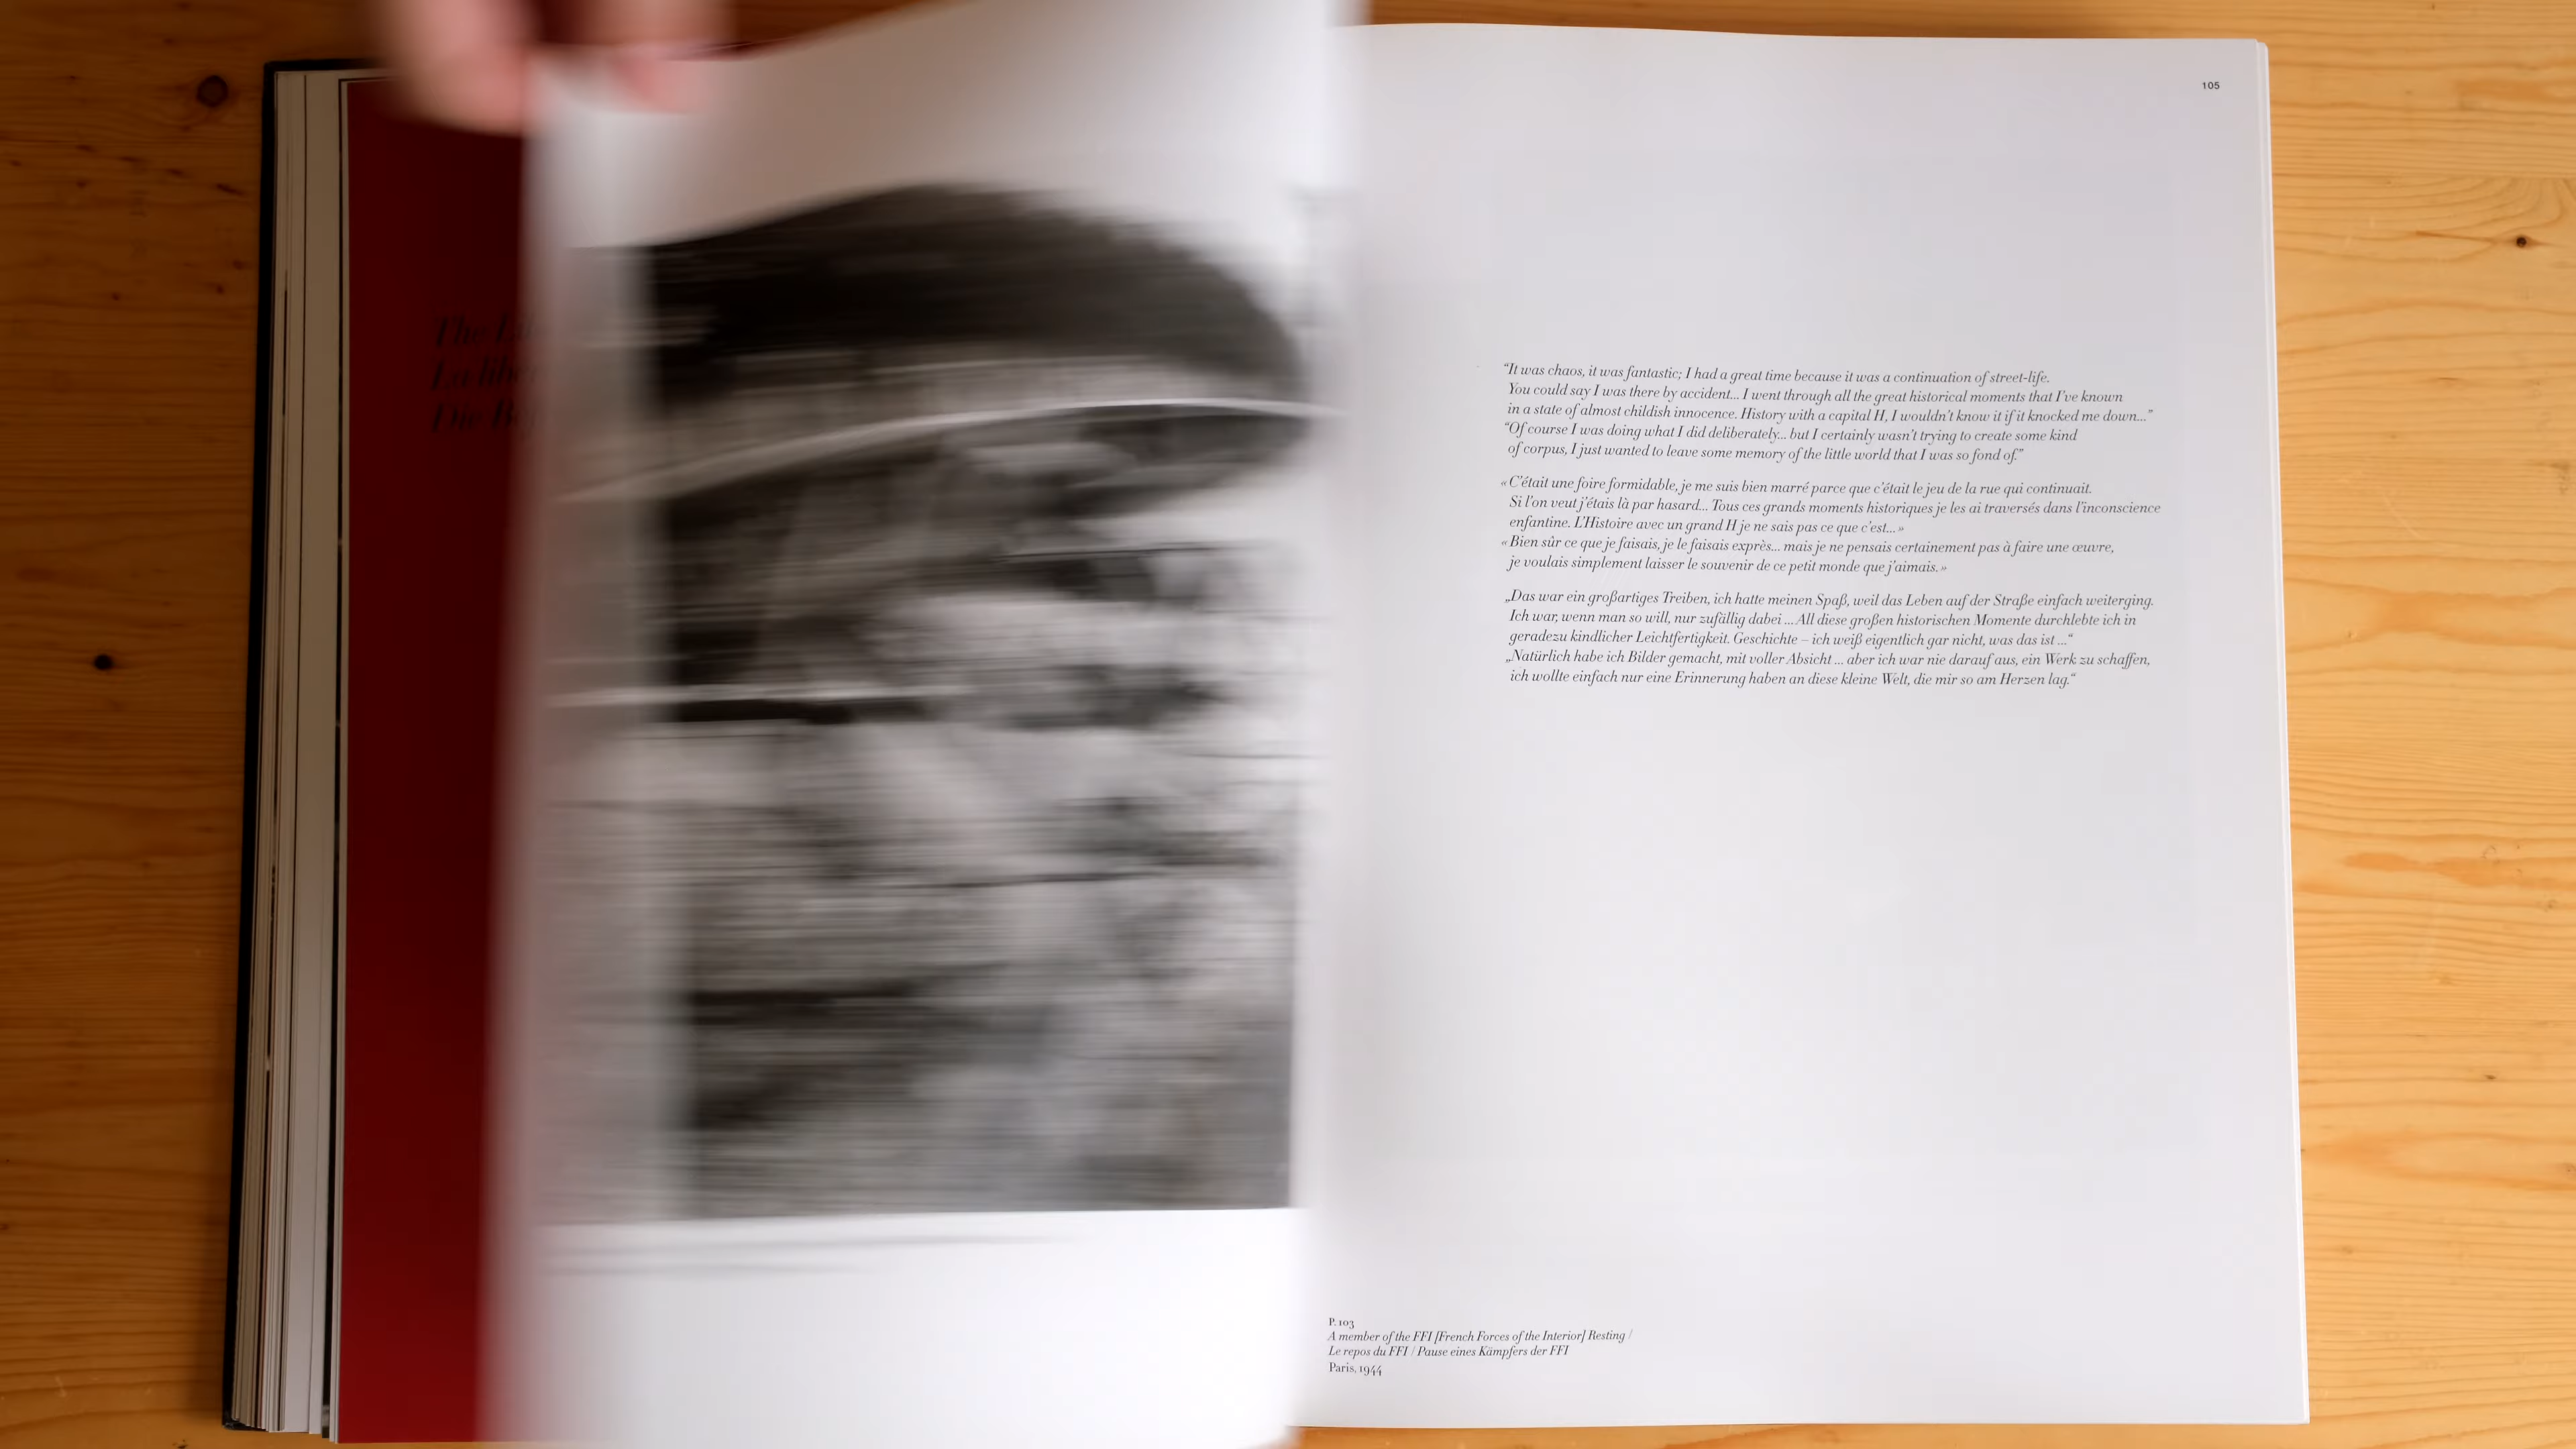 The
La
Die
105
“It was chaos, it was fantastic; I had a great time because it was a continuation of street-life.
You could say I was there by accident... I went through all the great historical moments that I’ve known
in a state of almost childish innocence. History with a capital H, I wouldn’t know it if it knocked me down...”
“Of course I was doing what I did deliberately... but I certainly wasn’t trying to create some kind
of corpus, I just wanted to leave some memory of the little world that I was so fond of.”
« C’était une foire formidable, je me suis bien marré parce que c’était le jeu de la rue qui continuait.
Si l’on veut j’étais là par hasard... Tous ces grands moments historiques je les ai traversés dans l’inconscience
enfantine. L’Histoire avec un grand H je ne sais pas ce que c’est... »
« Bien sûr ce que je faisais, je le faisais exprès... mais je ne pensais certainement pas à faire une œuvre,
je voulais simplement laisser le souvenir de ce petit monde que j’aimais. »
„Das war ein großartiges Treiben, ich hatte meinen Spaß, weil das Leben auf der Straße einfach weiterging.
Ich war, wenn man so will, nur zufällig dabei ... All diese großen historischen Momente durchlebte ich in
geradezu kindlicher Leichtfertigkeit. Geschichte – ich weiß eigentlich gar nicht, was das ist ...“
„Natürlich habe ich Bilder gemacht, mit voller Absicht ... aber ich war nie darauf aus, ein Werk zu schaffen,
ich wollte einfach nur eine Erinnerung haben an diese kleine Welt, die mir so am Herzen lag.“
P. 103
A member of the FFI [French Forces of the Interior] Resting /
Le repos du FFI / Pause eines Kämpfers der FFI
Paris, 1944